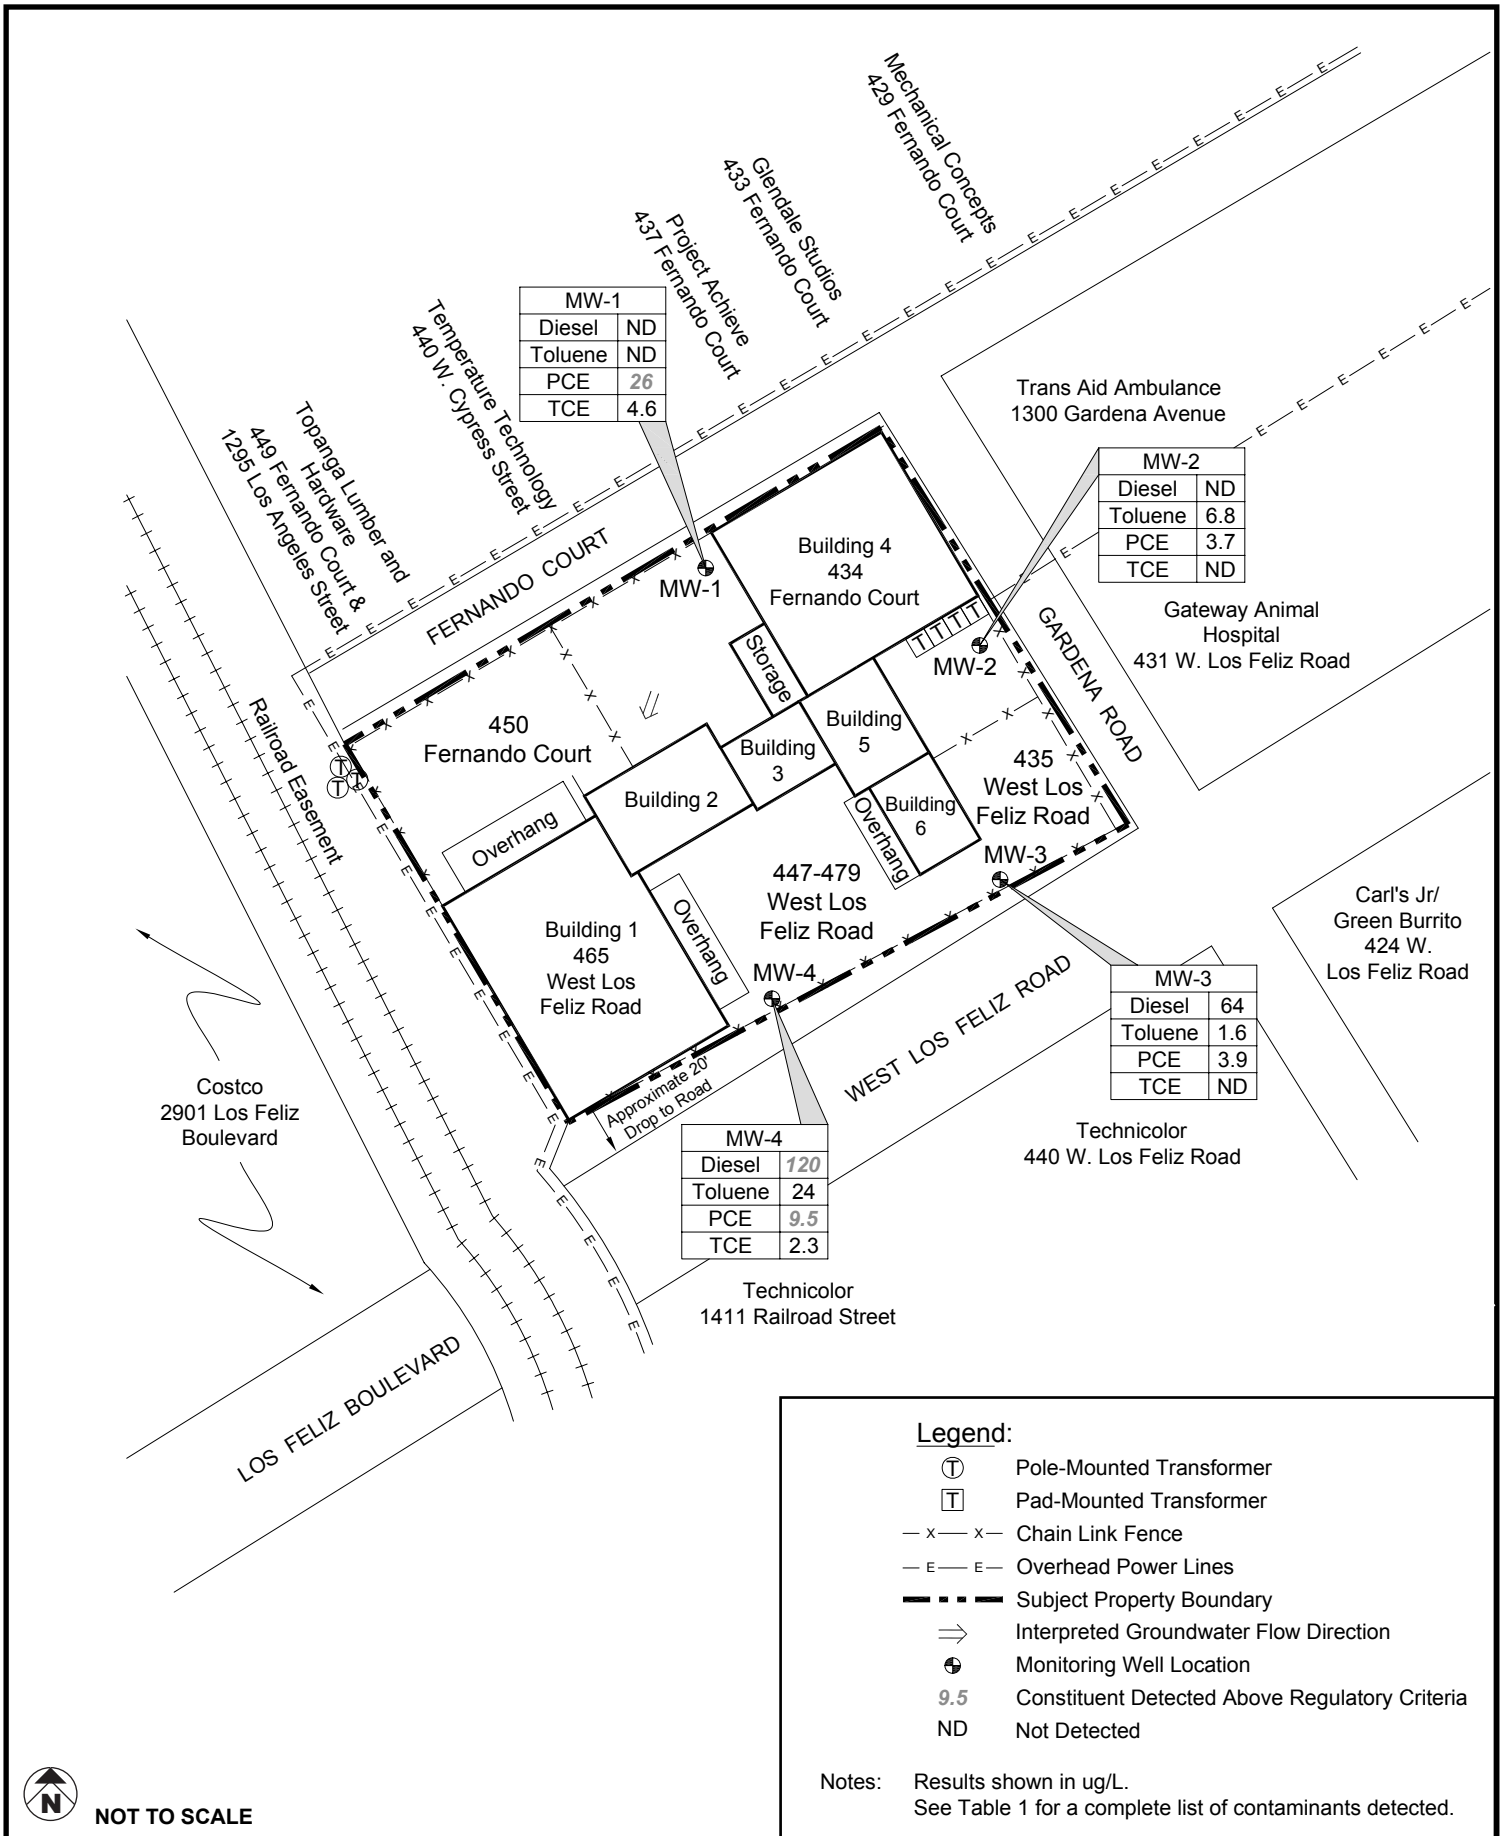 Mechanical Concepts
429 Fernando Court
Glendale Studios
433 Fernando Court
Project Achieve
437 Fernando Court
Temperature Technology
440 W. Cypress Street
Topanga Lumber and
Hardware
449 Fernando Court &
1295 Los Angeles Street
MW-1
Diesel ND
Toluene ND
PCE 26
TCE 4.6
Trans Aid Ambulance
1300 Gardena Avenue
MW-2
Diesel ND
Toluene 6.8
PCE 3.7
TCE ND
Gateway Animal
Hospital
431 W. Los Feliz Road
FERNANDO COURT
MW-1
Building 4
434
Fernando Court
T T T T
MW-2
GARDENA ROAD
Storage
450
Fernando Court
Building
5
Building
3
Building 2
435
West Los
Feliz Road
Building
6
Overhang
Overhang
Railroad Easement
T
T
T
447-479
West Los
Feliz Road
MW-3
Building 1
465
West Los
Feliz Road
Overhang
MW-4
Carl's Jr/
Green Burrito
424 W.
Los Feliz Road
WEST LOS FELIZ ROAD
MW-3
Diesel 64
Toluene 1.6
PCE 3.9
TCE ND
Approximate 20'
Drop to Road
Costco
2901 Los Feliz
Boulevard
MW-4
Diesel 120
Toluene 24
PCE 9.5
TCE 2.3
Technicolor
440 W. Los Feliz Road
Technicolor
1411 Railroad Street
LOS FELIZ BOULEVARD
Legend:
T Pole-Mounted Transformer
T Pad-Mounted Transformer
X X Chain Link Fence
E E Overhead Power Lines
Subject Property Boundary
Interpreted Groundwater Flow Direction
Monitoring Well Location
9.5 Constituent Detected Above Regulatory Criteria
ND Not Detected
Notes: Results shown in ug/L.
See Table 1 for a complete list of contaminants detected.
N
NOT TO SCALE